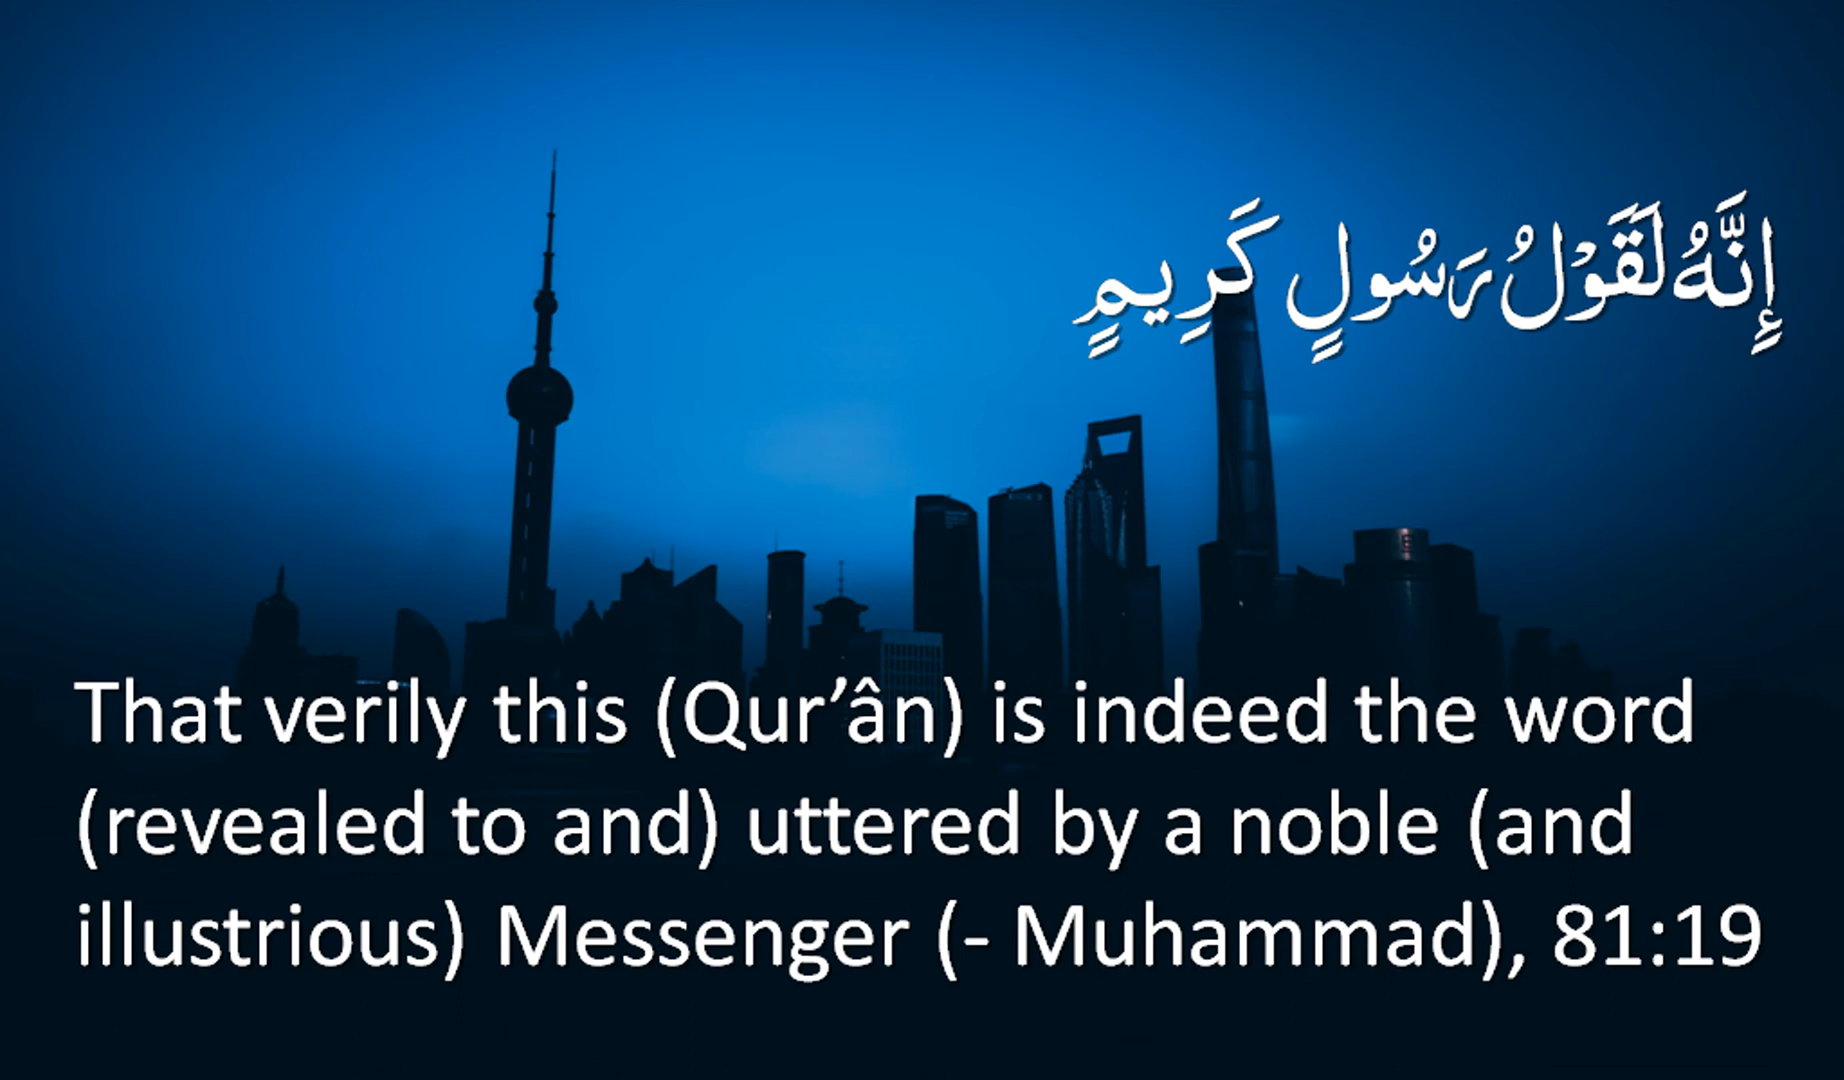 إِنَّهُ لَقَوْلُ رَسُولٍ كَرِيمٍ
That verily this (Qur’ân) is indeed the word
(revealed to and) uttered by a noble (and
illustrious) Messenger (- Muhammad), 81:19